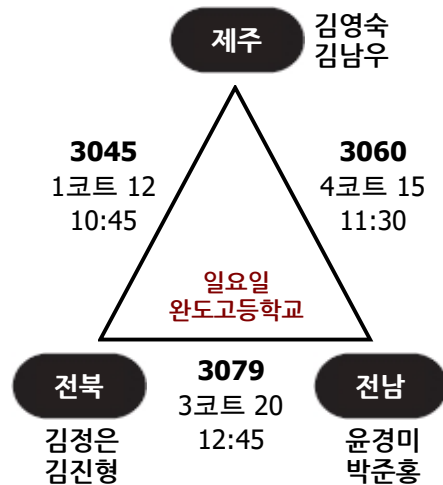 제주
김영숙
김남우
3045
1코트 12
10:45
3060
4코트 15
11:30
일요일
완도고등학교
전북
김정은
김진형
3079
3코트 20
12:45
전남
윤경미
박준홍